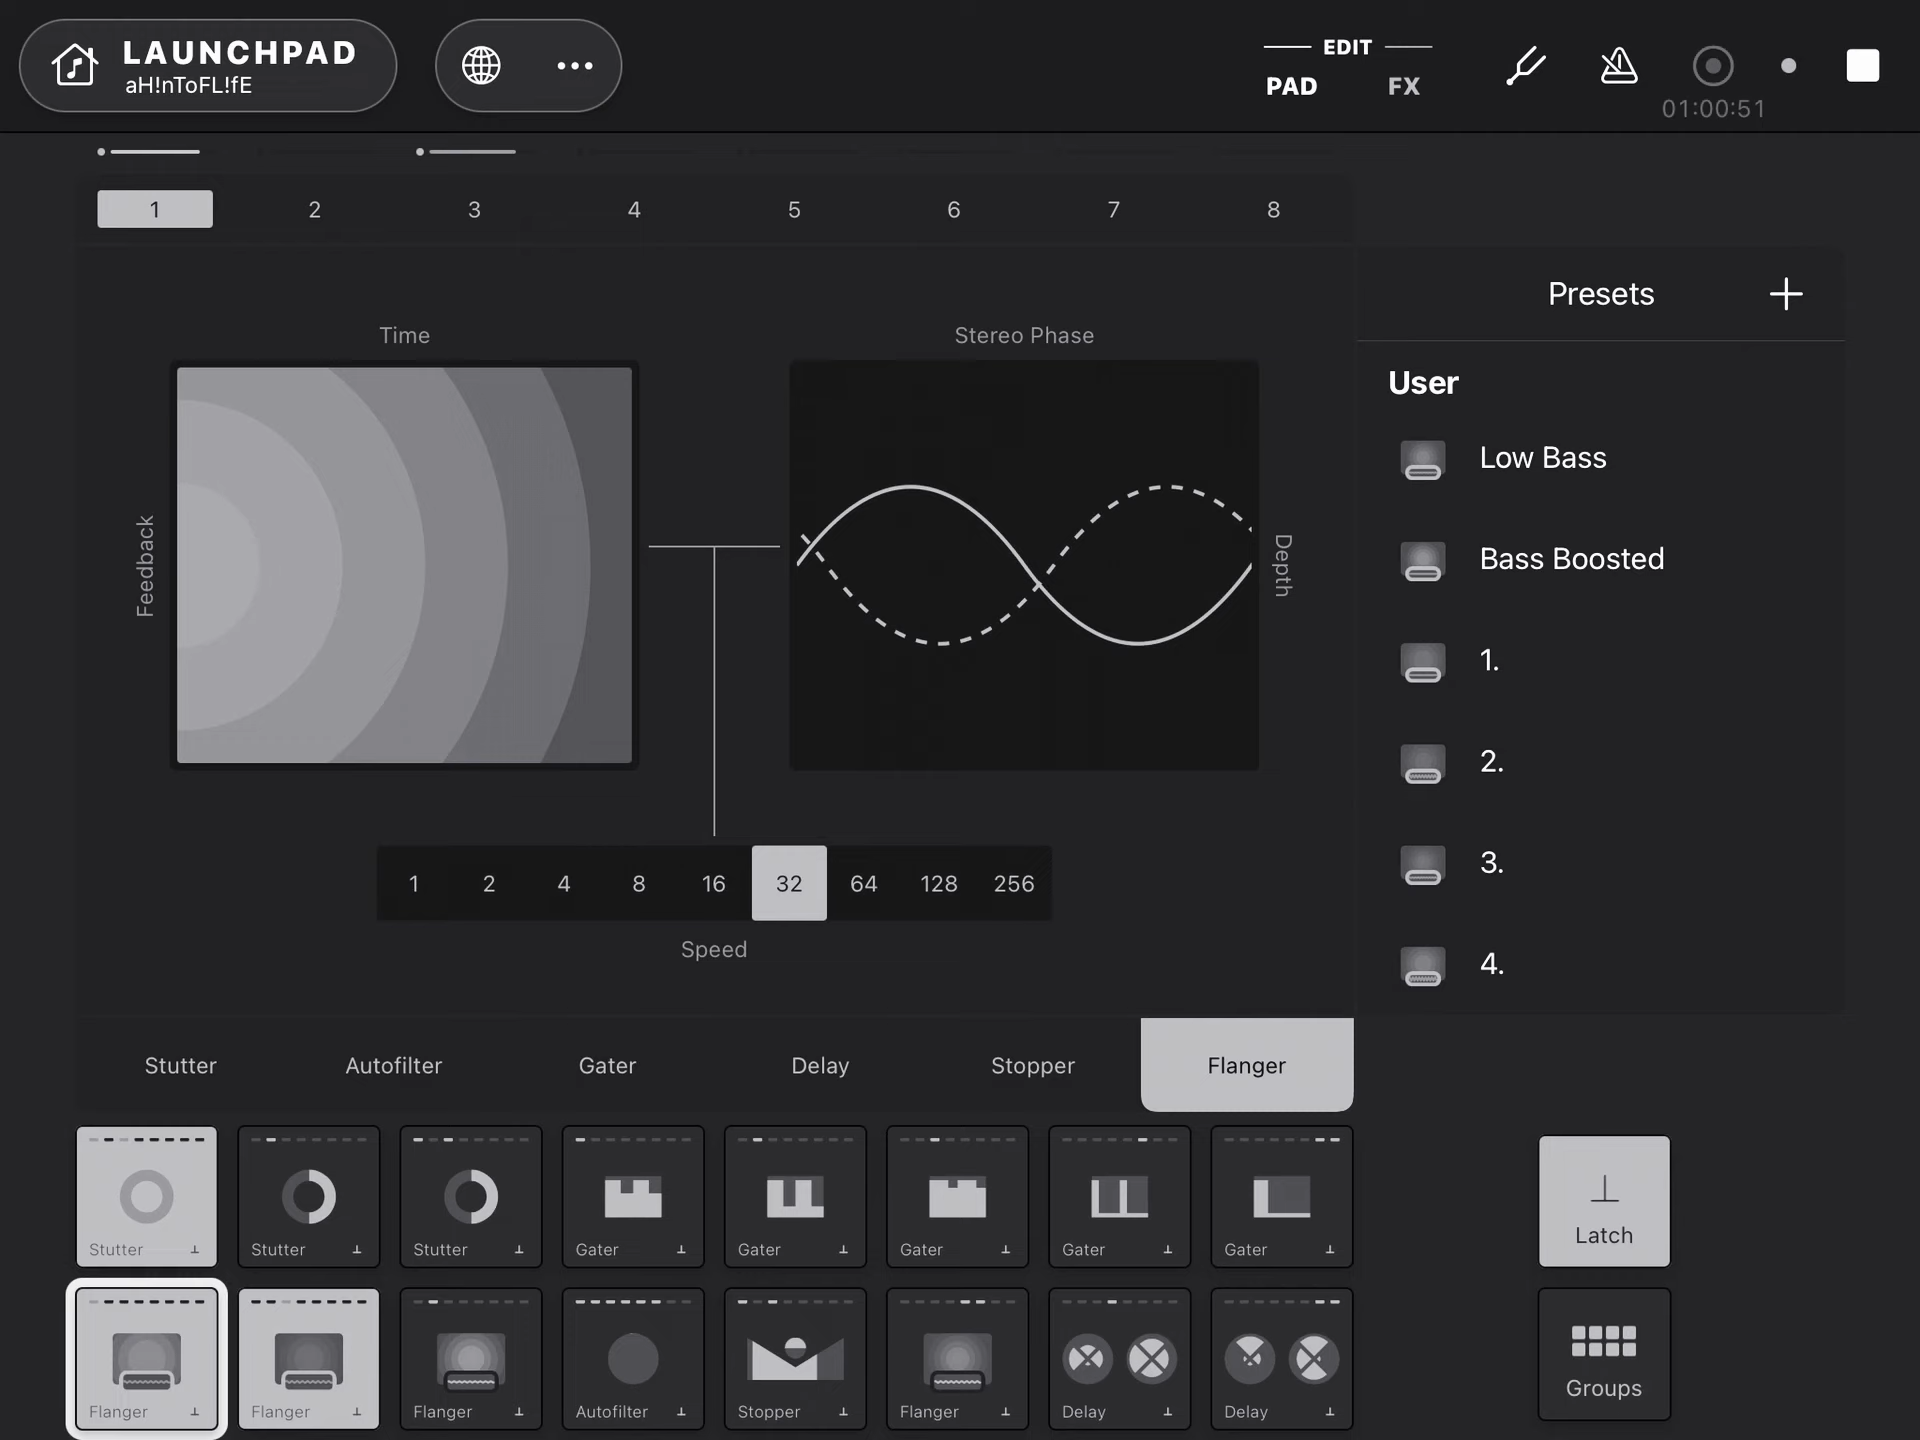 LAUNCHPAD
aH!nToFL!fE
EDIT
PAD FX
01:00:51
1 2 3 4 5 6 7 8
Presets
Time
Stereo Phase
User
Low Bass
Feedback
Depth
Bass Boosted
1.
2.
3.
4.
1 2 4 8 16 32 64 128 256
Speed
Stutter Autofilter Gater Delay Stopper Flanger
Stutter Stutter Stutter Gater Gater Gater Gater Gater
Latch
Flanger Flanger Flanger Autofilter Stopper Flanger Delay Delay
Groups